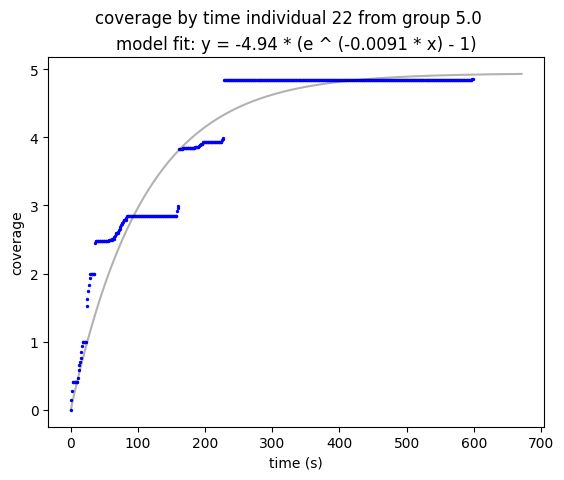 coverage by time individual 22 from group 5.0
model fit: y = -4.94 * (e ^ (-0.0091 * x) - 1)
5
4
3
2
1
0
coverage
0 100 200 300 400 500 600 700
time (s)